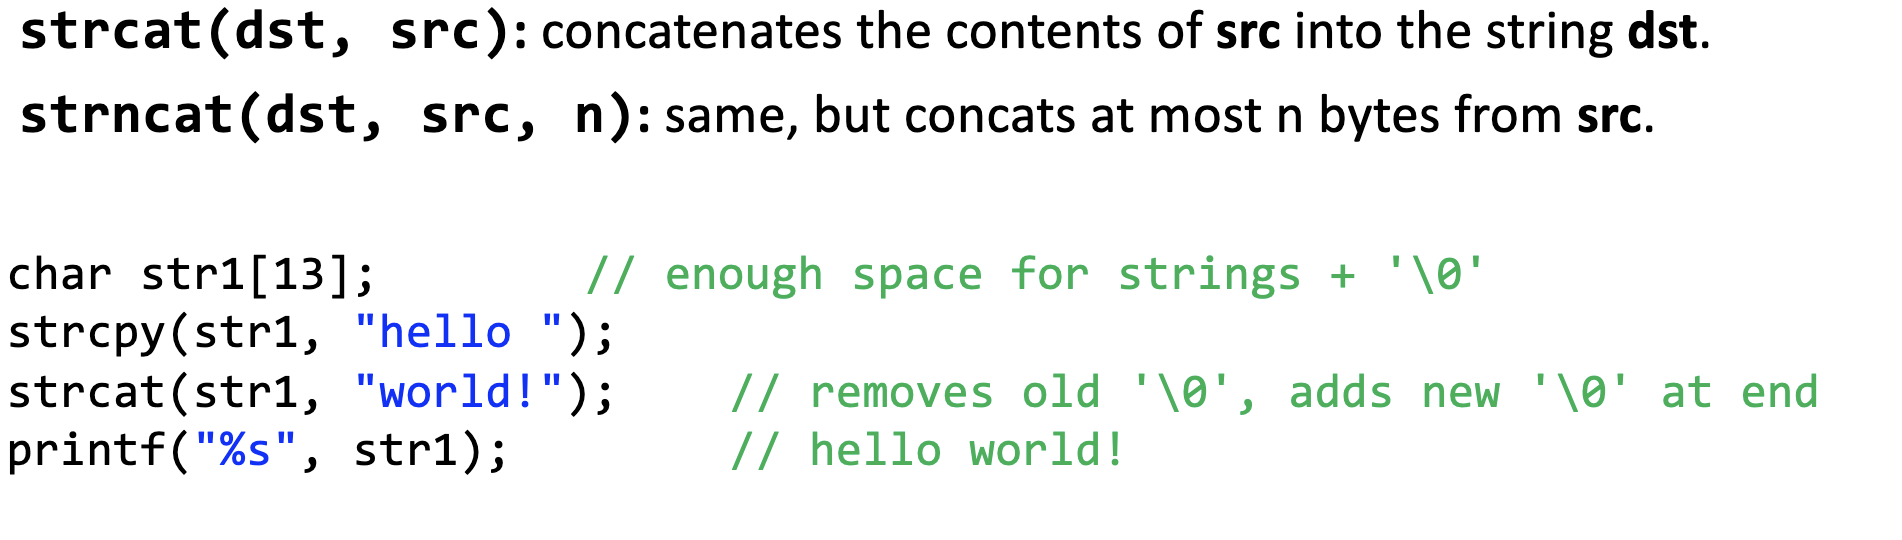 strcat(dst, src): concatenates the contents of src into the string dst.
strncat(dst, src, n): same, but concats at most n bytes from src.
char str1[13];        // enough space for strings + '\0'
strcpy(str1, "hello ");
strcat(str1, "world!");    // removes old '\0', adds new '\0' at end
printf("%s", str1);        // hello world!